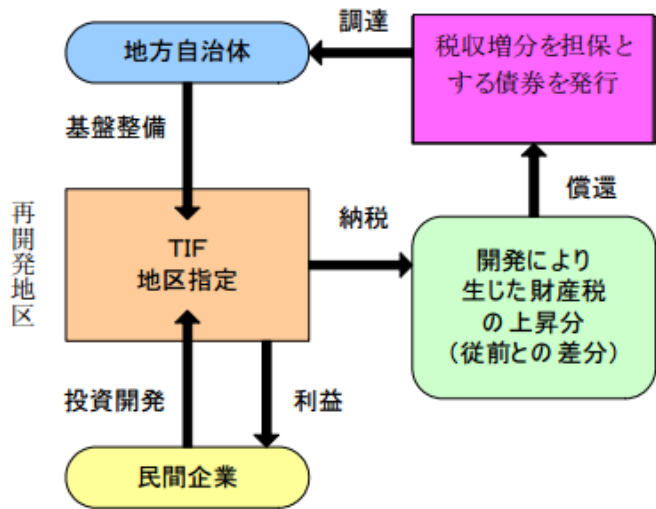 地方自治体
調達
税収増分を担保と
する債券を発行
基盤整備
償還
再開発地区
TIF
地区指定
納税
開発により
生じた財産税
の上昇分
(従前との差分)
投資開発
利益
民間企業